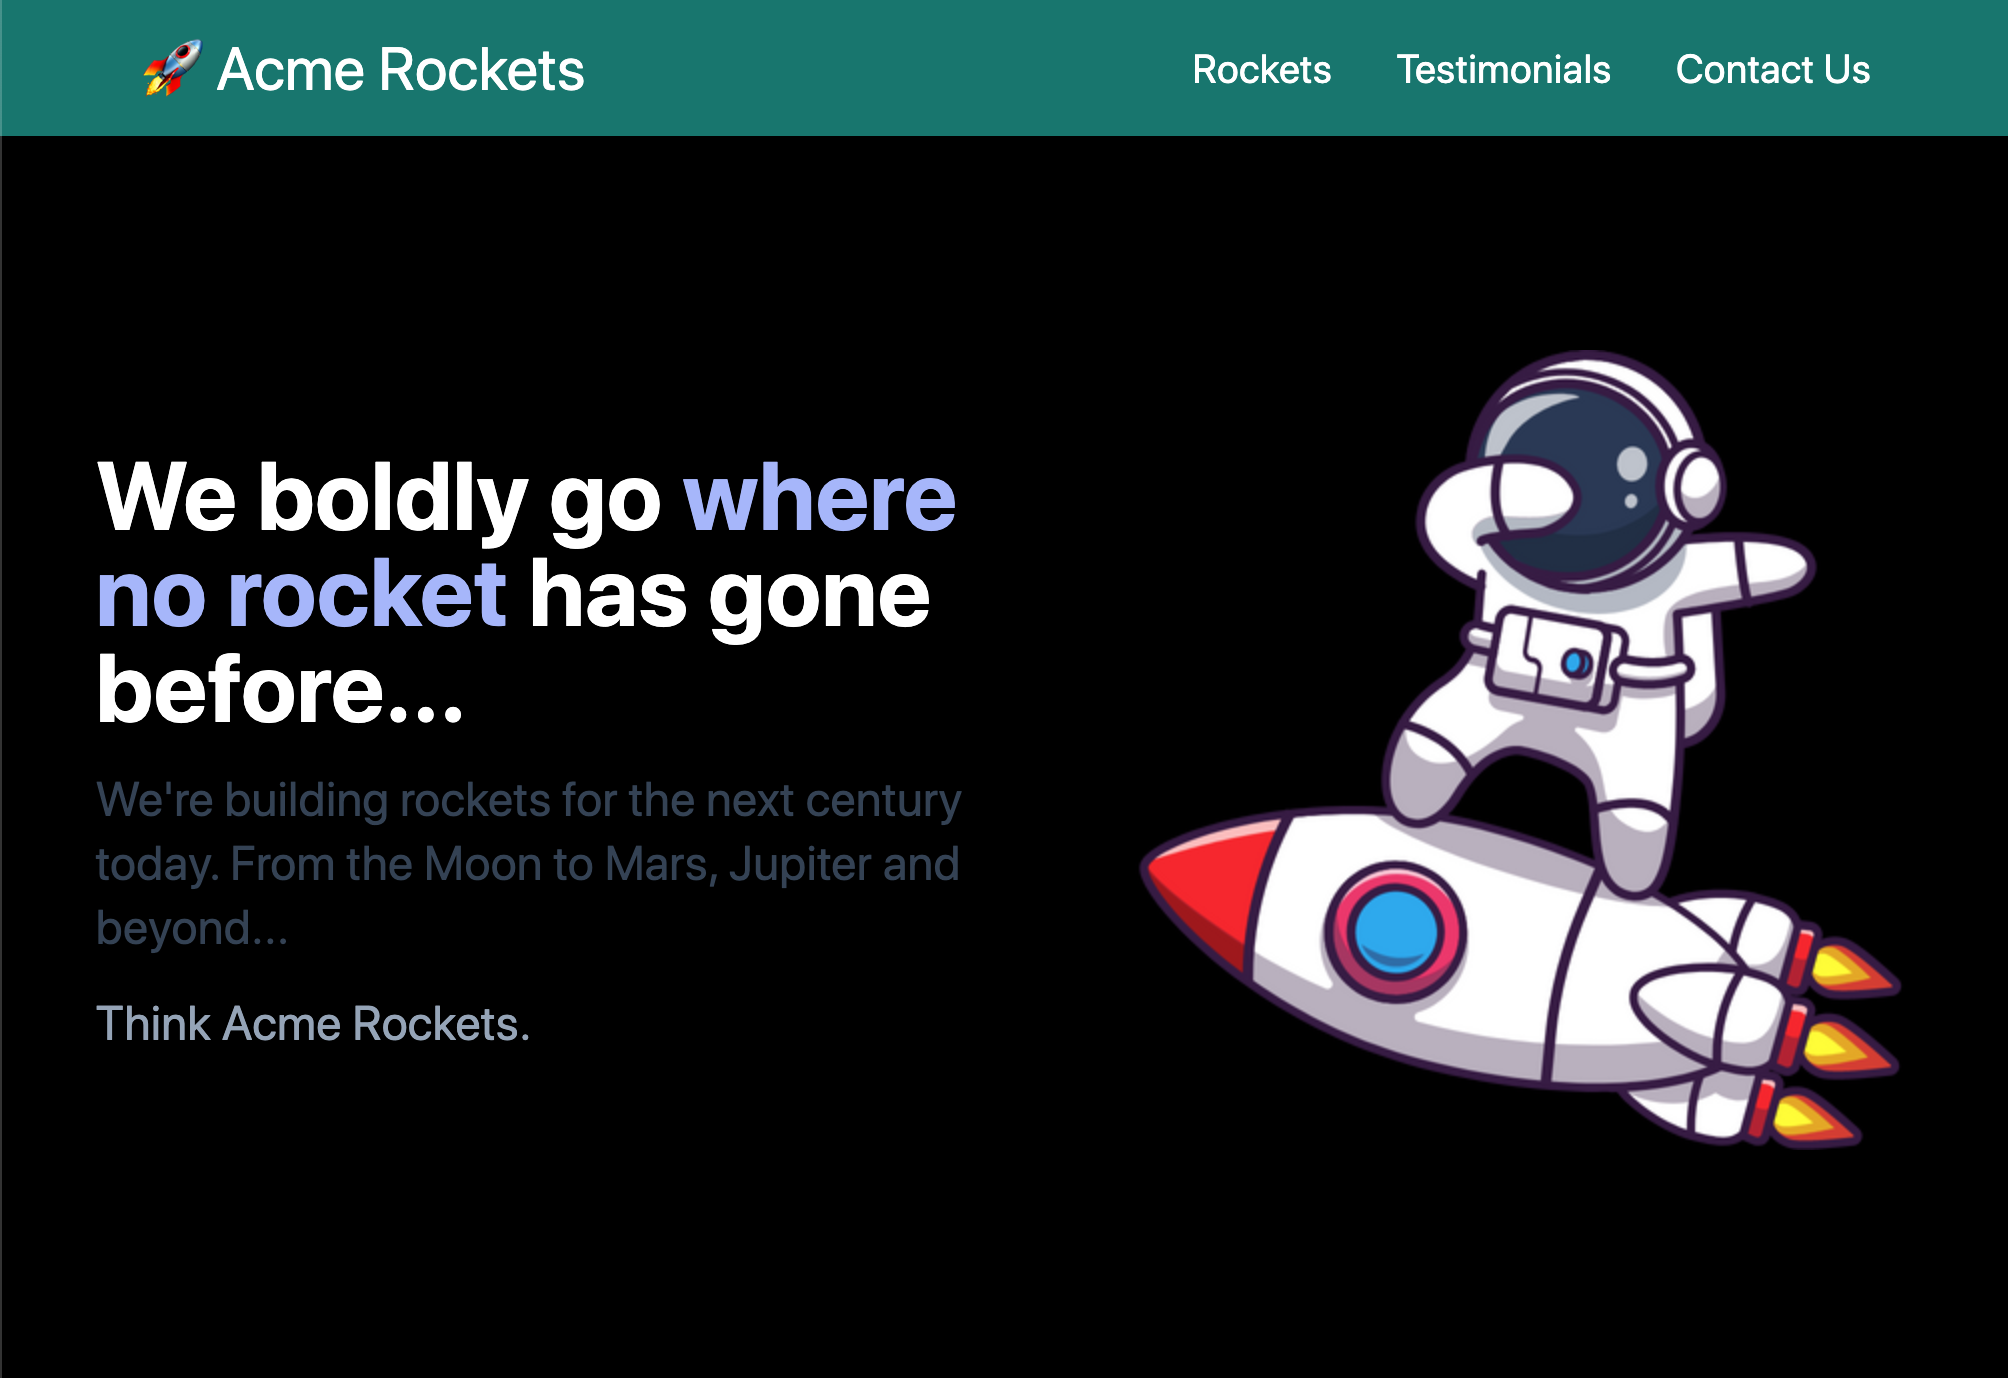 🚀 Acme Rockets
Rockets Testimonials Contact Us
We boldly go where
no rocket has gone
before...
We're building rockets for the next century
today. From the Moon to Mars, Jupiter and
beyond...
Think Acme Rockets.